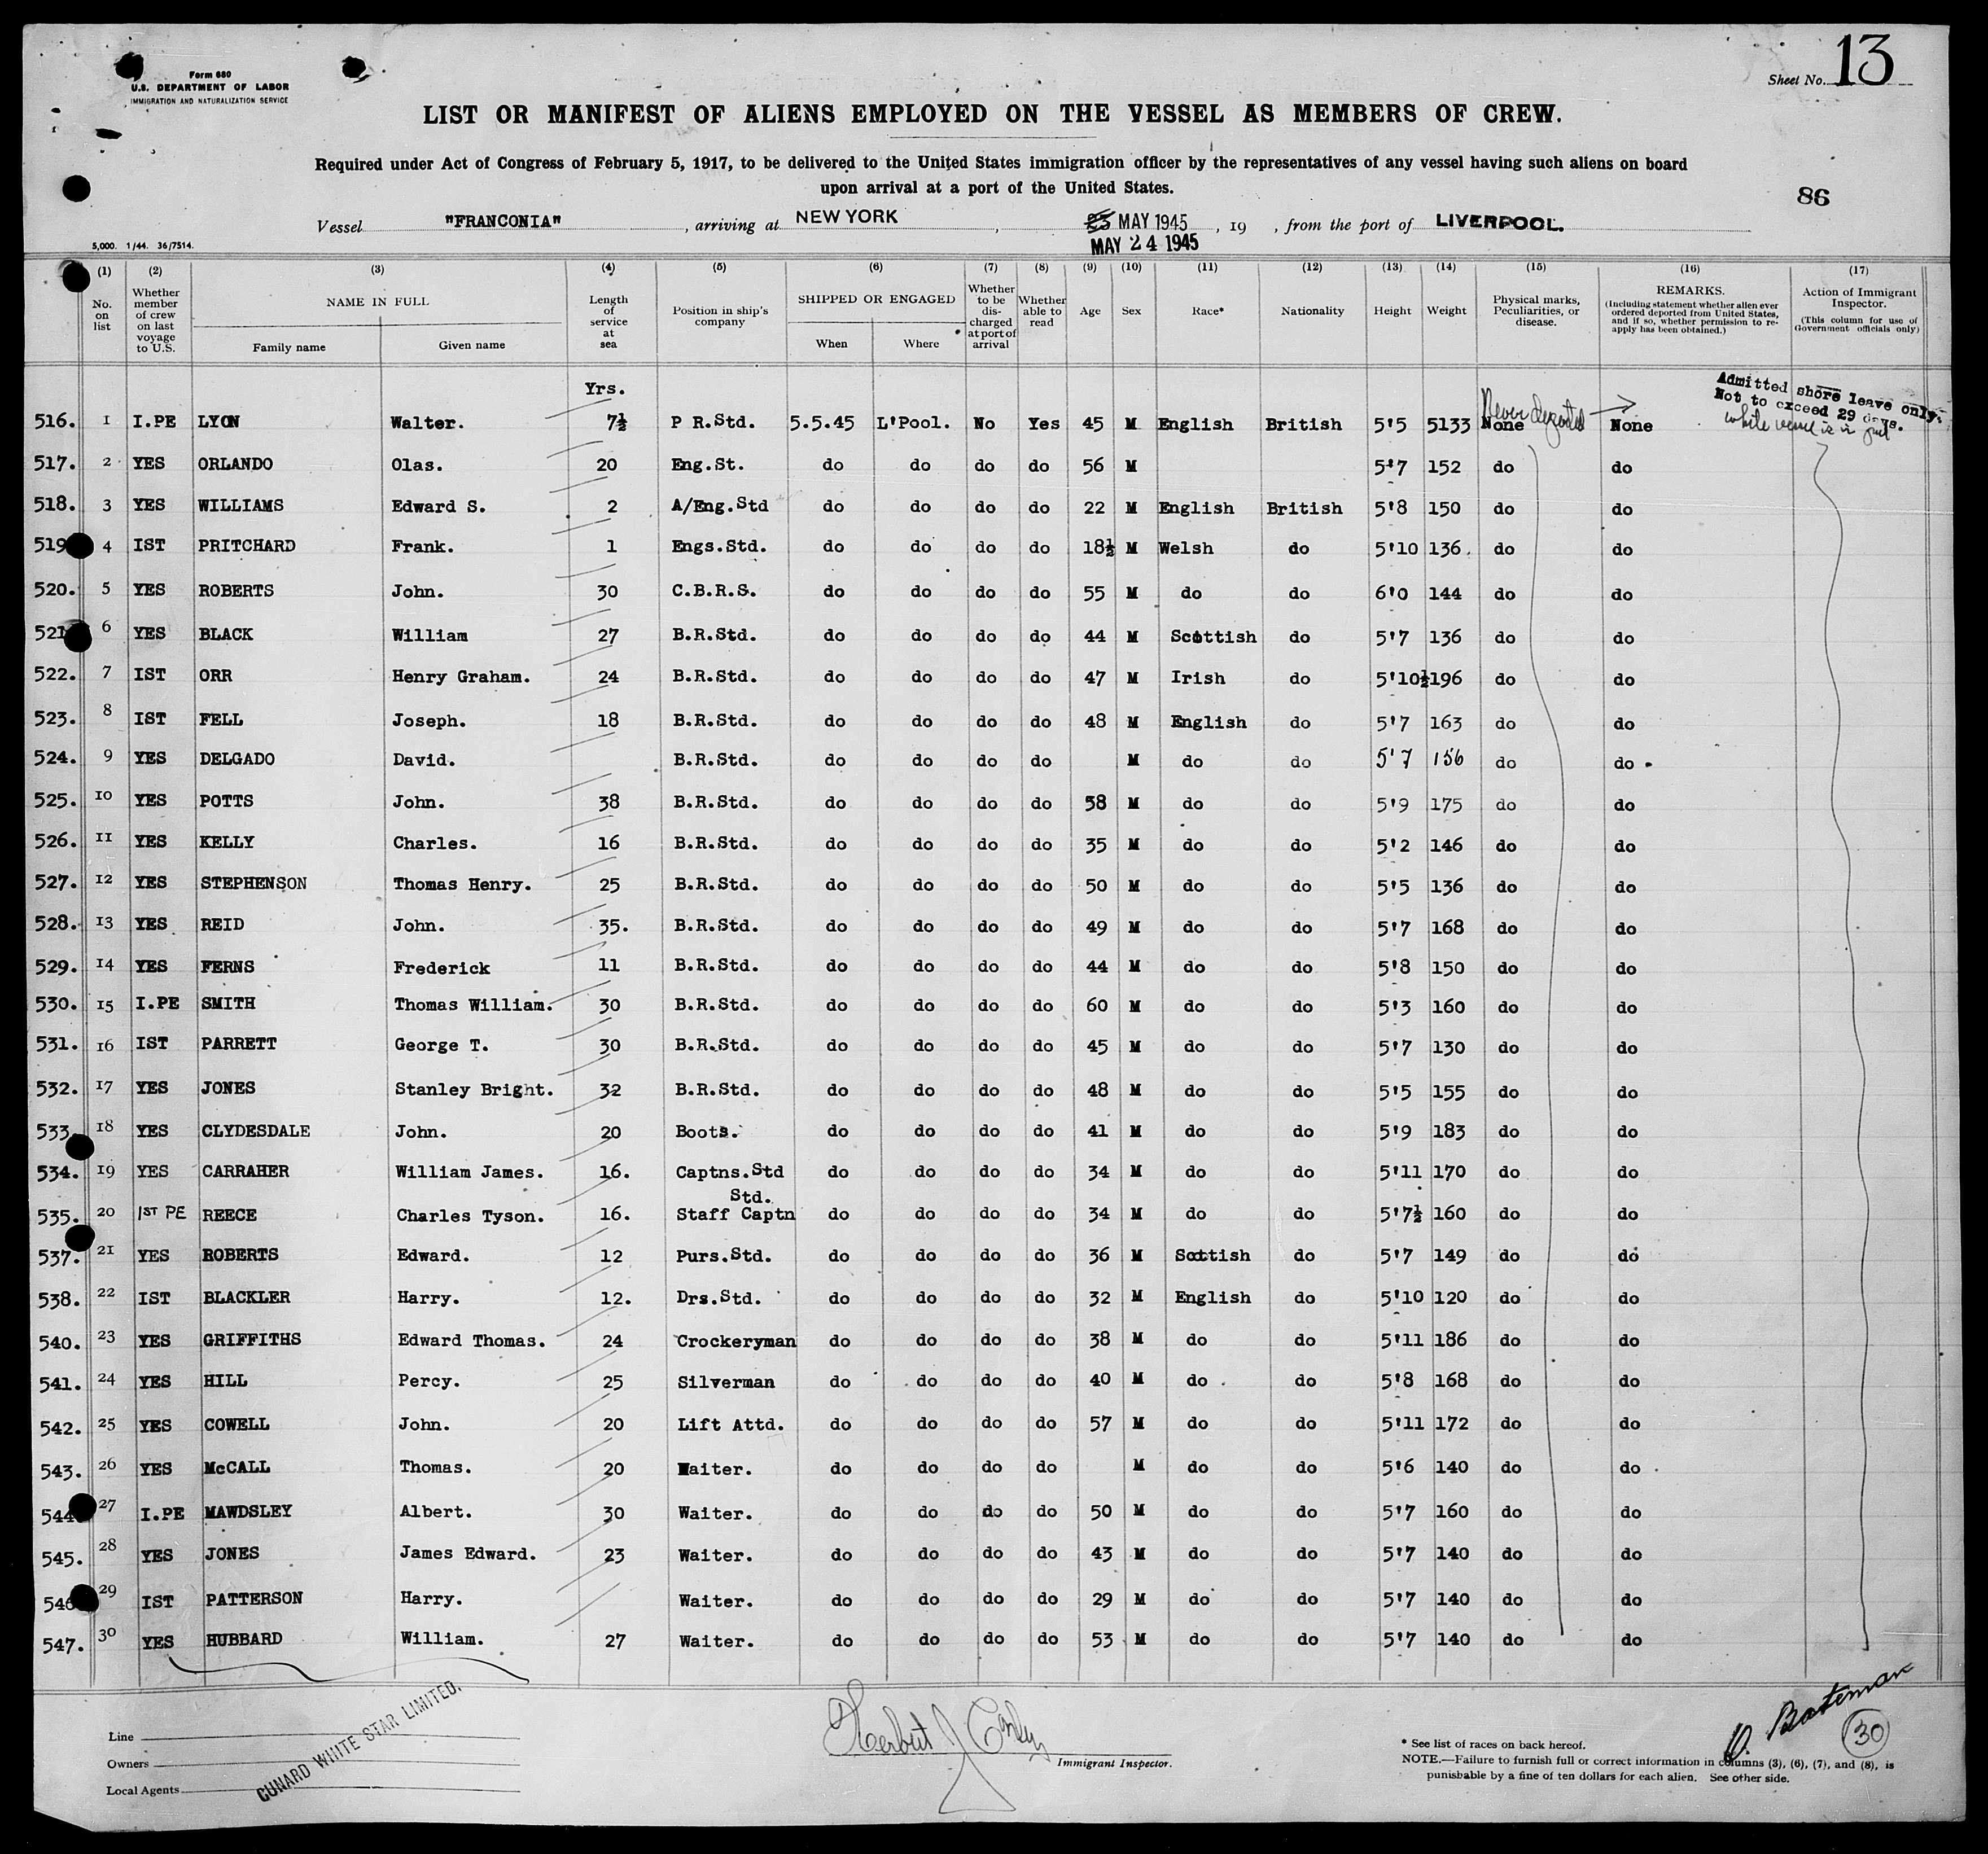 Form 680
U.S. DEPARTMENT OF LABOR
IMMIGRATION AND NATURALIZATION SERVICE
Sheet No. 13
LIST OR MANIFEST OF ALIENS EMPLOYED ON THE VESSEL AS MEMBERS OF CREW.
Required under Act of Congress of February 5, 1917, to be delivered to the United States immigration officer by the representatives of any vessel having such aliens on board
upon arrival at a port of the United States.
86
Vessel "FRANCONIA", arriving at NEW YORK, 23 MAY 1945, 19 , from the port of LIVERPOOL.
MAY 24 1945
5,000. 1/44. 36/7514.
(1) (2) (3) (4) (5) (6) (7) (8) (9) (10) (11) (12) (13) (14) (15) (16) (17)
No. on list
Whether member of crew on last voyage to U.S.
NAME IN FULL
Family name Given name
Length of service at sea
Position in ship's company
SHIPPED OR ENGAGED
When Where
Whether to be discharged at port of arrival
Whether able to read
Age
Sex
Race*
Nationality
Height
Weight
Physical marks, Peculiarities, or disease.
REMARKS.
(Including statement whether alien ever ordered deported from United States, and if so, whether permission to reapply has been obtained.)
Action of Immigrant Inspector.
(This column for use of Government officials only)
Yrs.
Never deported
Admitted shore leave only.
Not to exceed 29 days.
while vessel is in port
516. 1 I.PE LYON Walter. 7½ P R.Std. 5.5.45 L'Pool. No Yes 45 M English British 5'5 5133 None None
517. 2 YES ORLANDO Olas. 20 Eng.St. do do do do 56 M 5'7 152 do do
518. 3 YES WILLIAMS Edward S. 2 A/Eng.Std do do do do 22 M English British 5'8 150 do do
519 4 IST PRITCHARD Frank. 1 Engs.Std. do do do do 18½ M Welsh do 5'10 136. do do
520. 5 YES ROBERTS John. 30 C.B.R.S. do do do do 55 M do do 6'0 144 do do
521 6 YES BLACK William 27 B.R.Std. do do do do 44 M Scottish do 5'7 136 do do
522. 7 IST ORR Henry Graham. 24 B.R.Std. do do do do 47 M Irish do 5'10½ 196 do do
523. 8 IST FELL Joseph. 18 B.R.Std. do do do do 48 M English do 5'7 163 do do
524. 9 YES DELGADO David. B.R.Std. do do do do M do do 5'7 156 do do
525. 10 YES POTTS John. 38 B.R.Std. do do do do 58 M do do 5'9 175 do do
526. 11 YES KELLY Charles. 16 B.R.Std. do do do do 35 M do do 5'2 146 do do
527. 12 YES STEPHENSON Thomas Henry. 25 B.R.Std. do do do do 50 M do do 5'5 136 do do
528. 13 YES REID John. 35. B.R.Std. do do do do 49 M do do 5'7 168 do do
529. 14 YES FERNS Frederick 11 B.R.Std. do do do do 44 M do do 5'8 150 do do
530. 15 I.PE SMITH Thomas William. 30 B.R.Std. do do do do 60 M do do 5'3 160 do do
531. 16 IST PARRETT George T. 30 B.R.Std. do do do do 45 M do do 5'7 130 do do
532. 17 YES JONES Stanley Bright. 32 B.R.Std. do do do do 48 M do do 5'5 155 do do
533. 18 YES CLYDESDALE John. 20 Boots. do do do do 41 M do do 5'9 183 do do
534. 19 YES CARRAHER William James. 16. Captns.Std do do do do 34 M do do 5'11 170 do do
Std.
535. 20 1ST PE REECE Charles Tyson. 16. Staff Captn do do do do 34 M do do 5'7½ 160 do do
537. 21 YES ROBERTS Edward. 12 Purs.Std. do do do do 36 M Scottish do 5'7 149 do do
538. 22 IST BLACKLER Harry. 12. Drs.Std. do do do do 32 M English do 5'10 120 do do
540. 23 YES GRIFFITHS Edward Thomas. 24 Crockeryman do do do do 38 M do do 5'11 186 do do
541. 24 YES HILL Percy. 25 Silverman do do do do 40 M do do 5'8 168 do do
542. 25 YES COWELL John. 20 Lift Attd. do do do do 57 M do do 5'11 172 do do
543. 26 YES McCALL Thomas. 20 Waiter. do do do do M do do 5'6 140 do do
544 27 I.PE MAWDSLEY Albert. 30 Waiter. do do do do 50 M do do 5'7 160 do do
545. 28 YES JONES James Edward. 23 Waiter. do do do do 43 M do do 5'7 140 do do
546 29 IST PATTERSON Harry. Waiter. do do do do 29 M do do 5'7 140 do do
547. 30 YES HUBBARD William. 27 Waiter. do do do do 53 M do do 5'7 140 do do
Line
Owners
Local Agents
CUNARD WHITE STAR LIMITED.
Herbert J
Immigrant Inspector.
Bateman
30
* See list of races on back hereof.
NOTE.—Failure to furnish full or correct information in columns (3), (6), (7), and (8), is
punishable by a fine of ten dollars for each alien. See other side.